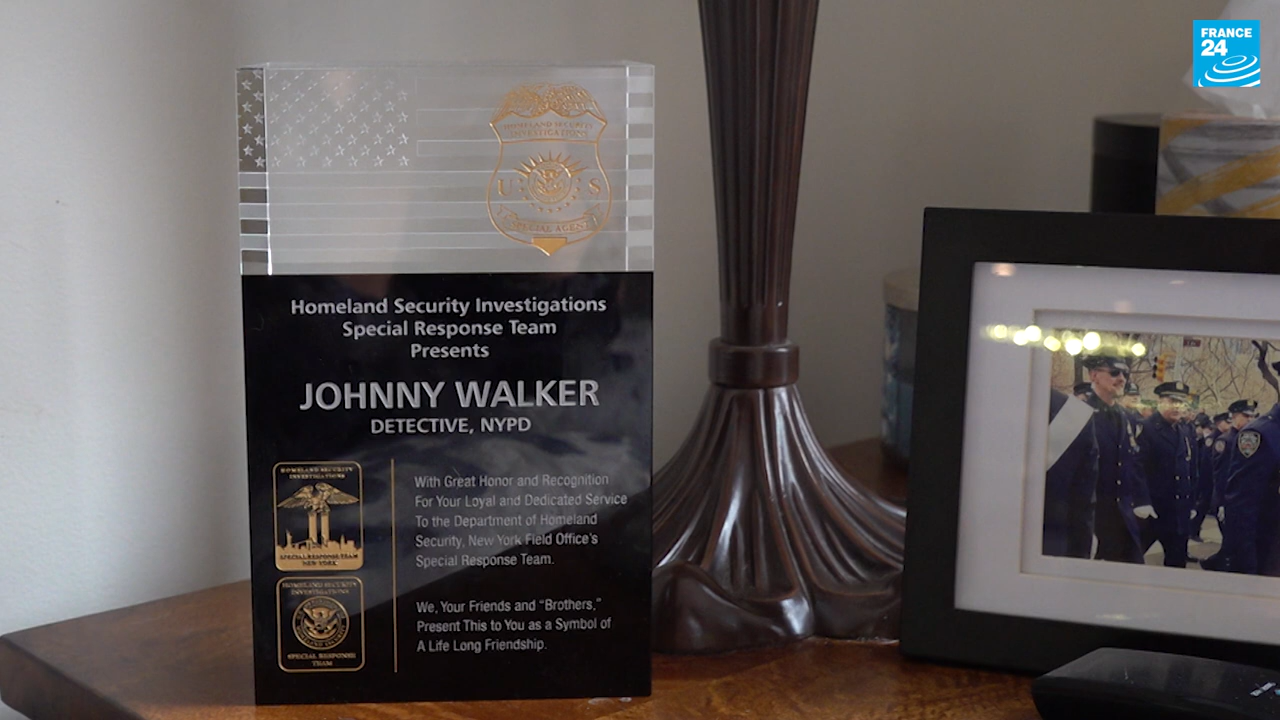 FRANCE
24
HOMELAND SECURITY
INVESTIGATIONS
U S
SPECIAL AGENT
Homeland Security Investigations
Special Response Team
Presents
JOHNNY WALKER
DETECTIVE, NYPD
HOMELAND SECURITY
INVESTIGATIONS
SPECIAL RESPONSE TEAM
NEW YORK
With Great Honor and Recognition
For Your Loyal and Dedicated Service
To the Department of Homeland
Security, New York Field Office's
Special Response Team.
HOMELAND SECURITY
INVESTIGATIONS
SPECIAL RESPONSE
TEAM
We, Your Friends and “Brothers,”
Present This to You as a Symbol of
A Life Long Friendship.